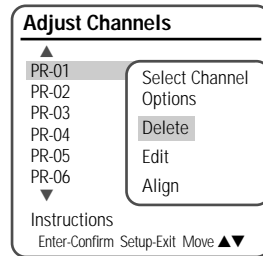 Adjust Channels
▲
PR-01
PR-02
PR-03
PR-04
PR-05
PR-06
▼
Select Channel
Options
Delete
Edit
Align
Instructions
Enter-Confirm Setup-Exit Move ▲▼